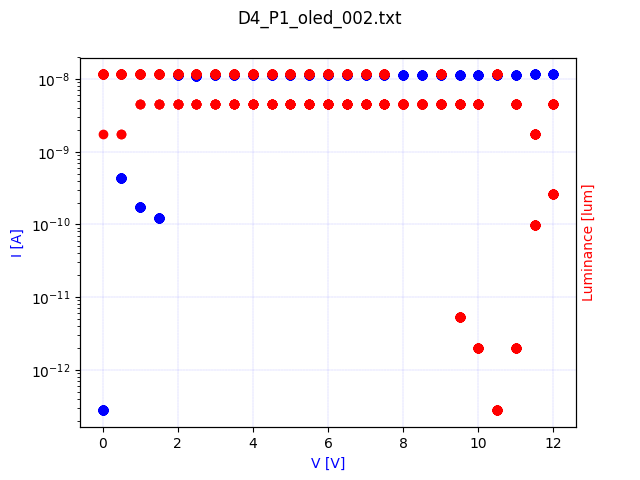 D4_P1_oled_002.txt
10⁻⁸
10⁻⁹
10⁻¹⁰
10⁻¹¹
10⁻¹²
I [A]
Luminance [lum]
0 2 4 6 8 10 12
V [V]